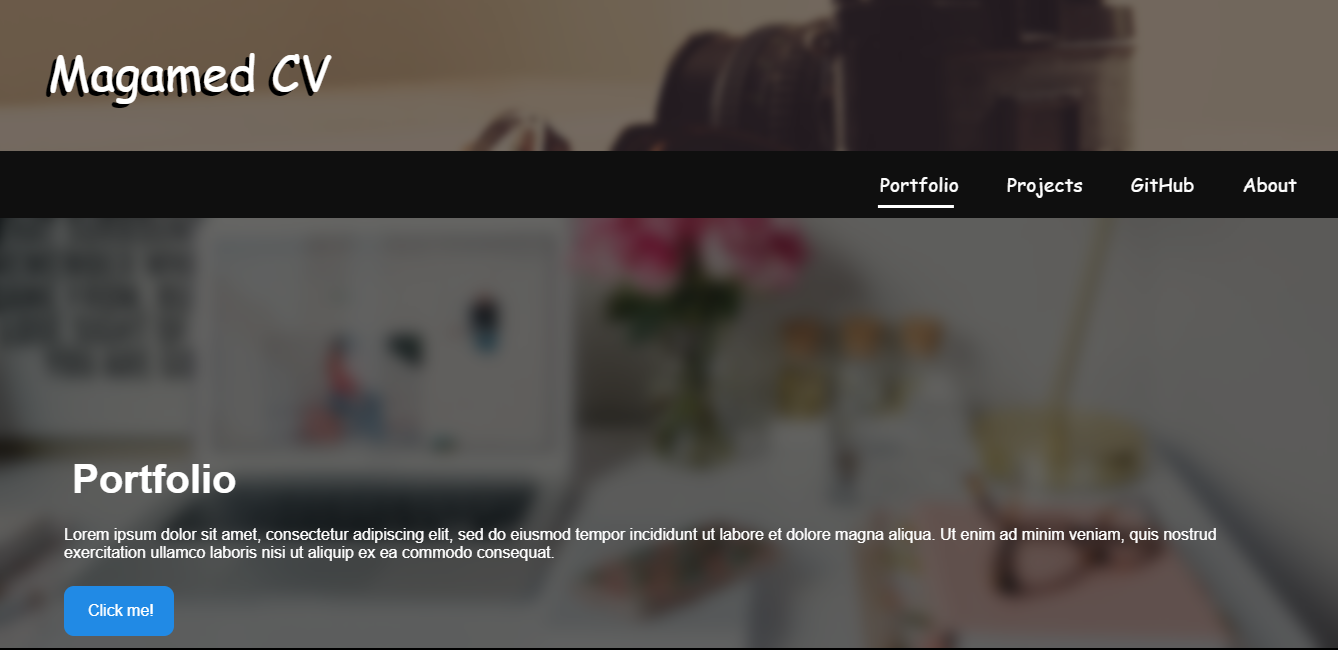 Magamed CV
Portfolio Projects GitHub About
Portfolio
Lorem ipsum dolor sit amet, consectetur adipiscing elit, sed do eiusmod tempor incididunt ut labore et dolore magna aliqua. Ut enim ad minim veniam, quis nostrud
exercitation ullamco laboris nisi ut aliquip ex ea commodo consequat.
Click me!